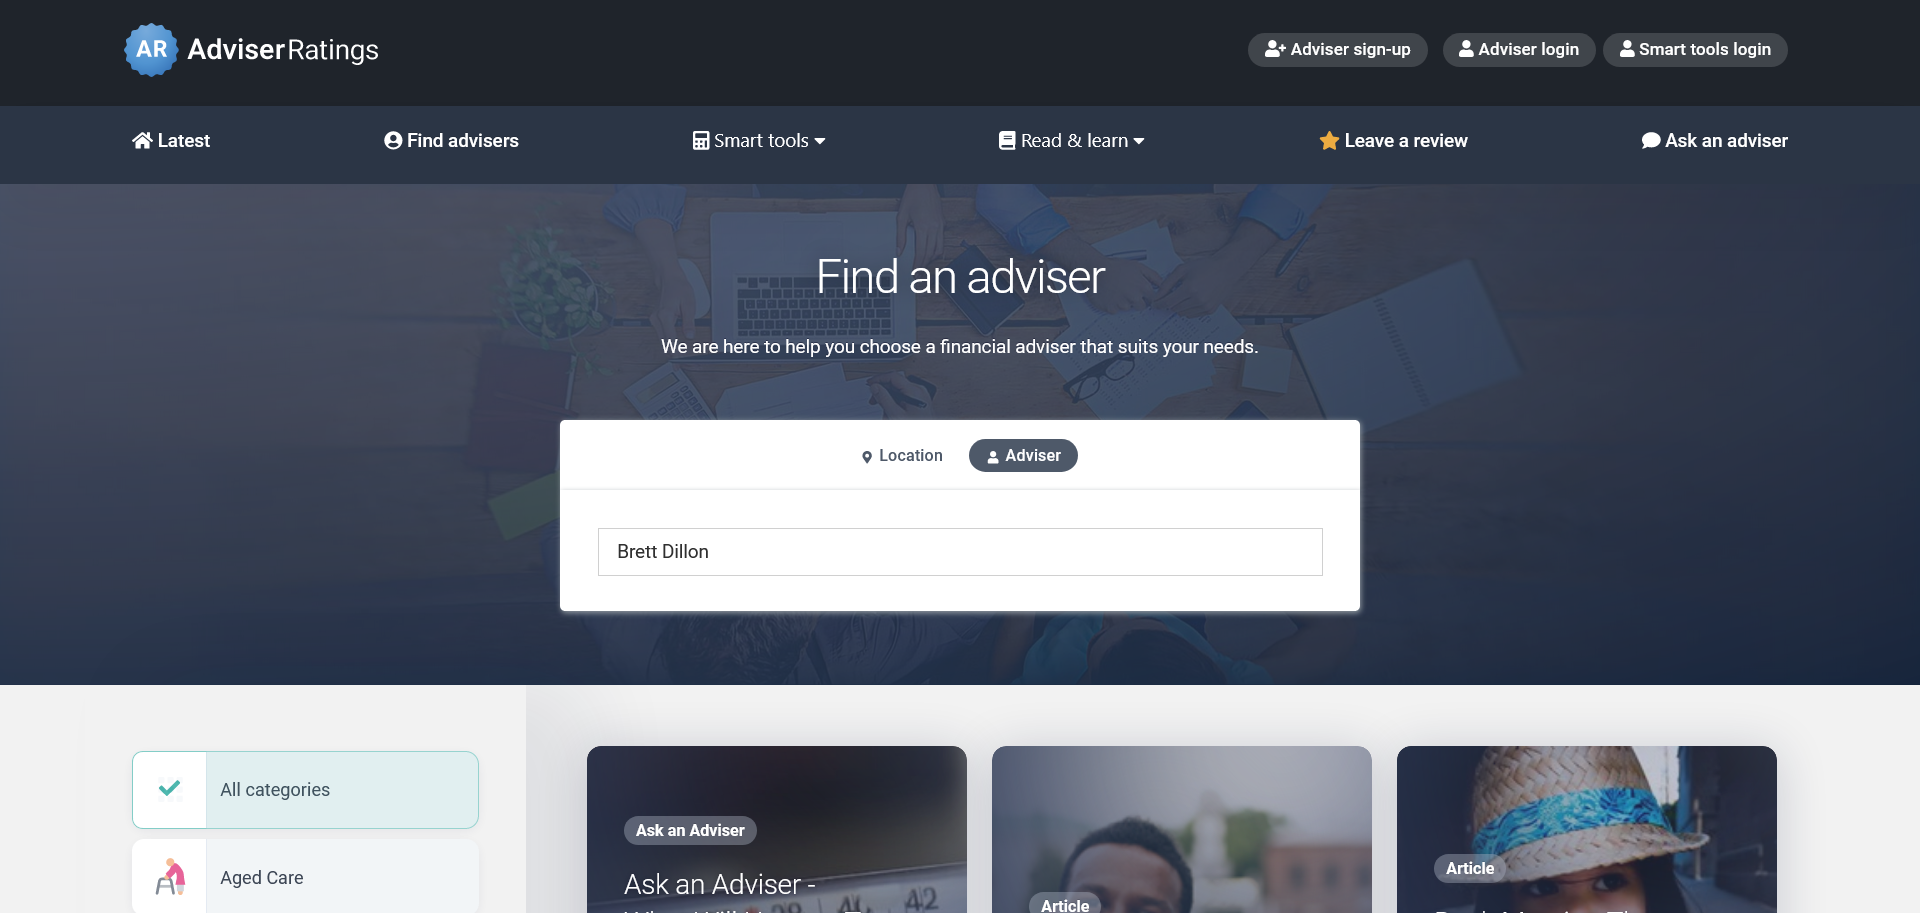 AR AdviserRatings
Adviser sign-up
Adviser login
Smart tools login
Latest
Find advisers
Smart tools
Read & learn
Leave a review
Ask an adviser
Find an adviser
We are here to help you choose a financial adviser that suits your needs.
Location
Adviser
Brett Dillon
All categories
Aged Care
Ask an Adviser
Ask an Adviser -
42
Article
Article